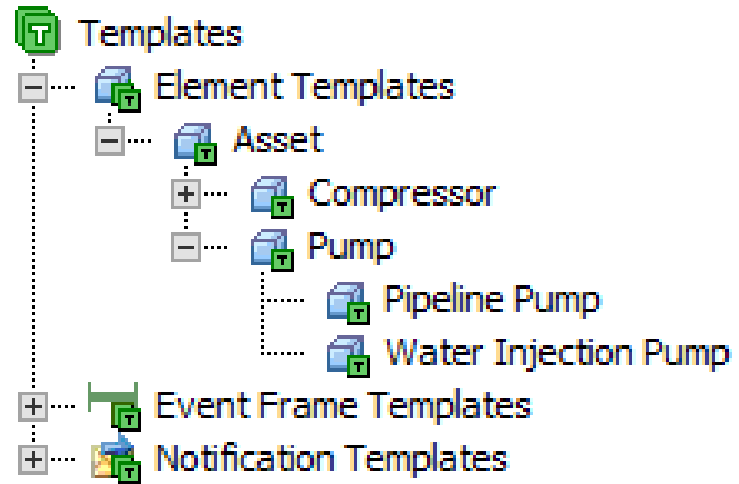 Templates
Element Templates
Asset
Compressor
Pump
Pipeline Pump
Water Injection Pump
Event Frame Templates
Notification Templates